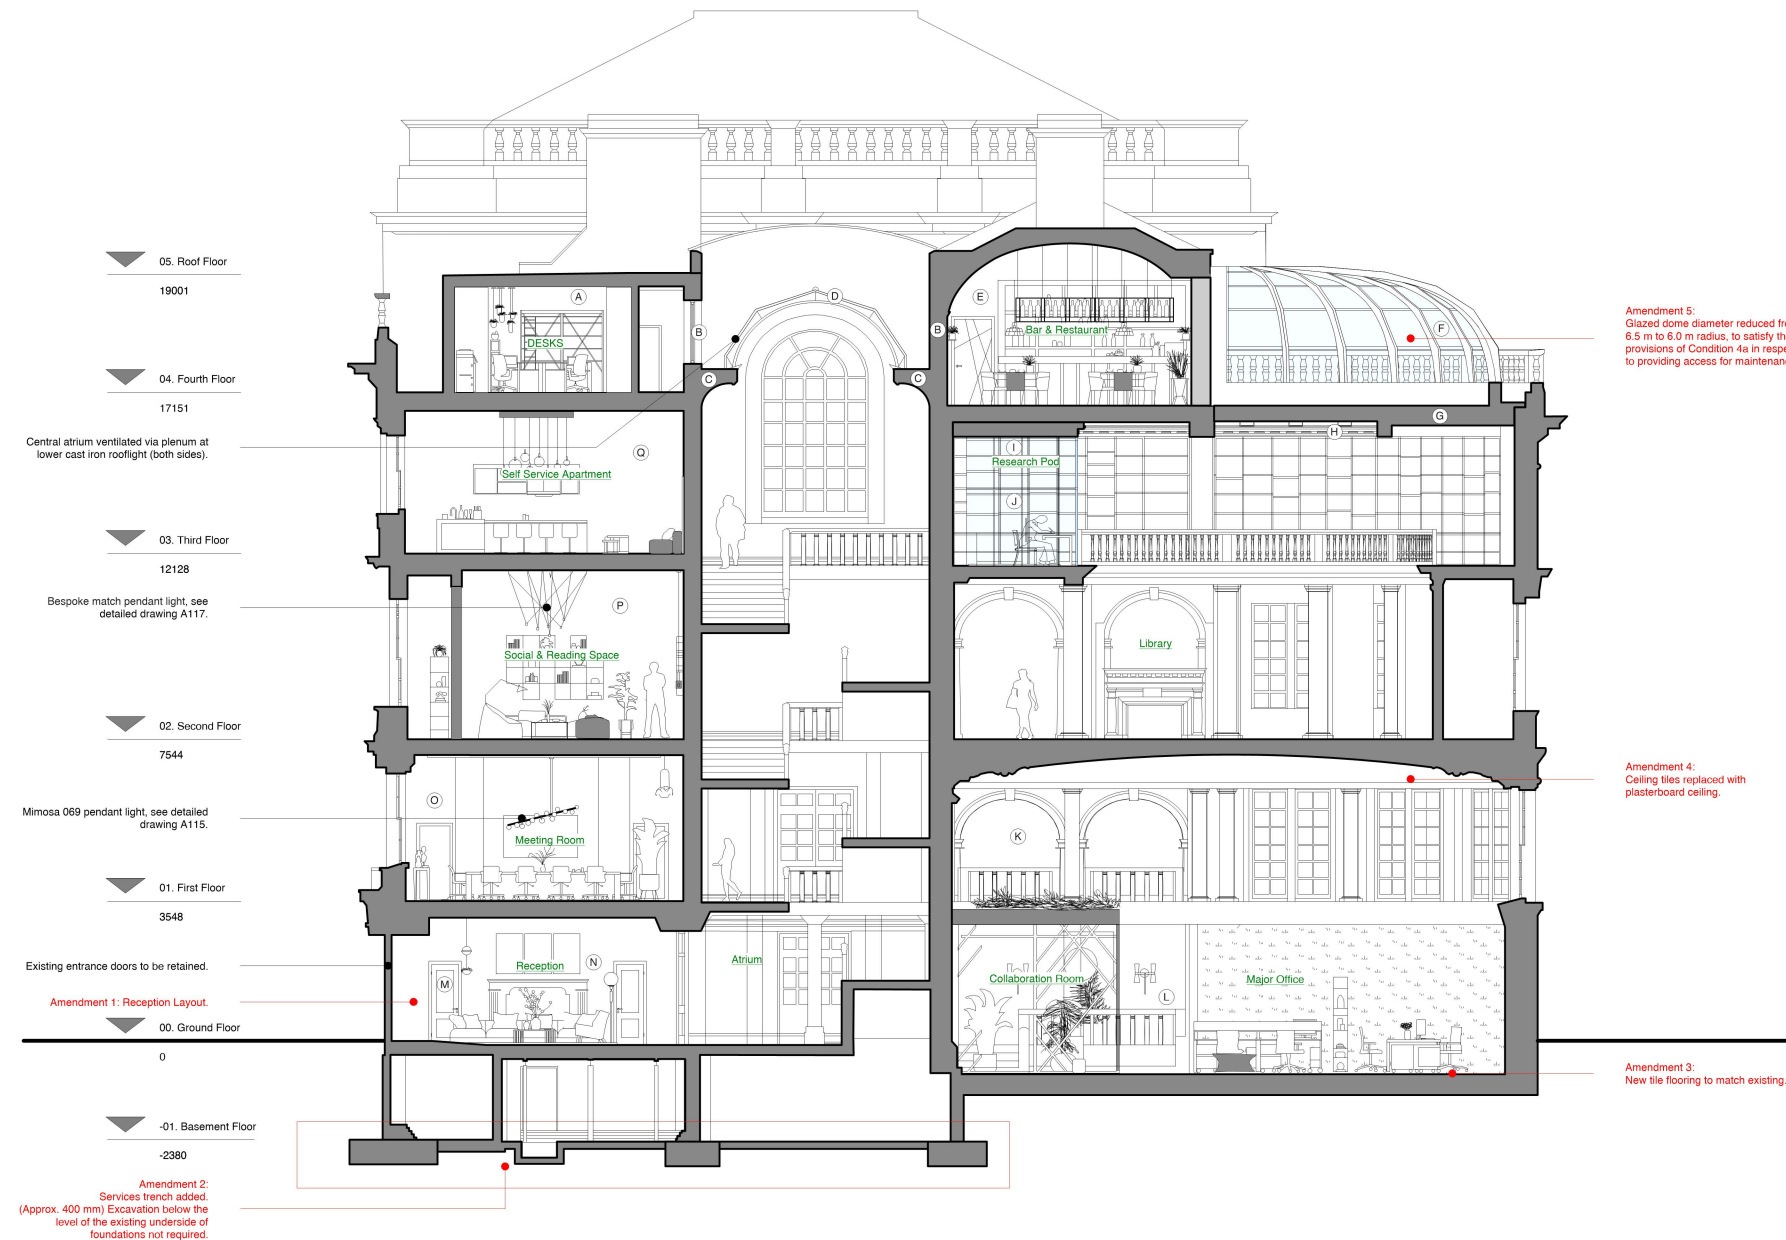 05. Roof Floor
19001
04. Fourth Floor
17151
Central atrium ventilated via plenum at
lower cast iron rooflight (both sides).
03. Third Floor
12128
Bespoke match pendant light, see
detailed drawing A117.
02. Second Floor
7544
Mimosa 069 pendant light, see detailed
drawing A115.
01. First Floor
3548
Existing entrance doors to be retained.
Amendment 1: Reception Layout.
00. Ground Floor
0
-01. Basement Floor
-2380
Amendment 2:
Services trench added.
(Approx. 400 mm) Excavation below the
level of the existing underside of
foundations not required.
A
DESKS
B
C
D
C
B
E
Bar & Restaurant
F
G
H
I
Research Pod
J
Q
Self Service Apartment
P
Social & Reading Space
Library
O
Meeting Room
K
N
Reception
M
Atrium
Collaboration Room
L
Major Office
Amendment 5:
Glazed dome diameter reduced
6.5 m to 6.0 m radius, to satisfy
provisions of Condition 4a in
to providing access for
Amendment 4:
Ceiling tiles replaced with
plasterboard ceiling.
Amendment 3:
New tile flooring to match existing.